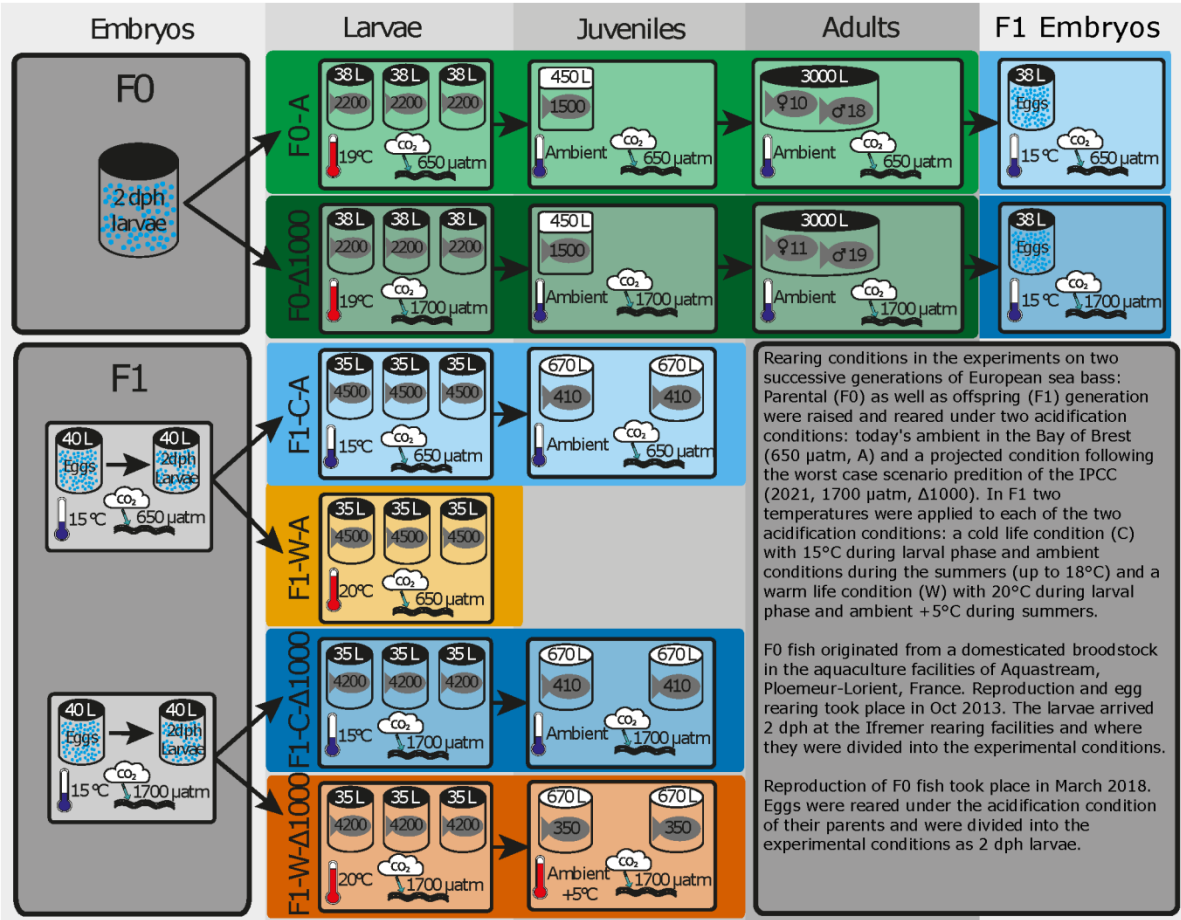 Embryos
Larvae
Juveniles
Adults
F1 Embryos
F0
2 dph
larvae
F0-A
38 L 38 L 38 L
2200 2200 2200
19°C
CO₂
650 µatm
450 L
1500
Ambient
CO₂
650 µatm
3000 L
♀10 ♂18
Ambient
CO₂
650 µatm
38 L
Eggs
15°C
CO₂
650 µatm
F0-Δ1000
38 L 38 L 38 L
2200 2200 2200
19°C
CO₂
1700 µatm
450 L
1500
Ambient
CO₂
1700 µatm
3000 L
♀11 ♂19
Ambient
CO₂
1700 µatm
38 L
Eggs
15°C
CO₂
1700 µatm
F1
40 L 40 L
Eggs
2dph
Larvae
15°C
CO₂
650 µatm
40 L 40 L
Eggs
2dph
Larvae
15°C
CO₂
1700 µatm
F1-C-A
35 L 35 L 35 L
4500 4500 4500
15°C
CO₂
650 µatm
670 L 670 L
410 410
Ambient
CO₂
650 µatm
F1-W-A
35 L 35 L 35 L
4500 4500 4500
20°C
CO₂
650 µatm
F1-C-Δ1000
35 L 35 L 35 L
4200 4200 4200
15°C
CO₂
1700 µatm
670 L 670 L
410 410
Ambient
CO₂
1700 µatm
F1-W-Δ1000
35 L 35 L 35 L
4200 4200 4200
20°C
CO₂
1700 µatm
670 L 670 L
350 350
Ambient
+5°C
CO₂
1700 µatm
Rearing conditions in the experiments on two
successive generations of European sea bass:
Parental (F0) as well as offspring (F1) generation
were raised and reared under two acidification
conditions: today's ambient in the Bay of Brest
(650 µatm, A) and a projected condition following
the worst case scenario predition of the IPCC
(2021, 1700 µatm, Δ1000). In F1 two
temperatures were applied to each of the two
acidification conditions: a cold life condition (C)
with 15°C during larval phase and ambient
conditions during the summers (up to 18°C) and a
warm life condition (W) with 20°C during larval
phase and ambient +5°C during summers.
F0 fish originated from a domesticated broodstock
in the aquaculture facilities of Aquastream,
Ploemeur-Lorient, France. Reproduction and egg
rearing took place in Oct 2013. The larvae arrived
2 dph at the Ifremer rearing facilities and where
they were divided into the experimental conditions.
Reproduction of F0 fish took place in March 2018.
Eggs were reared under the acidification condition
of their parents and were divided into the
experimental conditions as 2 dph larvae.